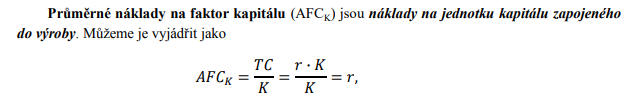 Průměrné náklady na faktor kapitálu (AFCK) jsou náklady na jednotku kapitálu zapojeného
do výroby. Můžeme je vyjádřit jako
AFC_K = TC/K = r · K/K = r,